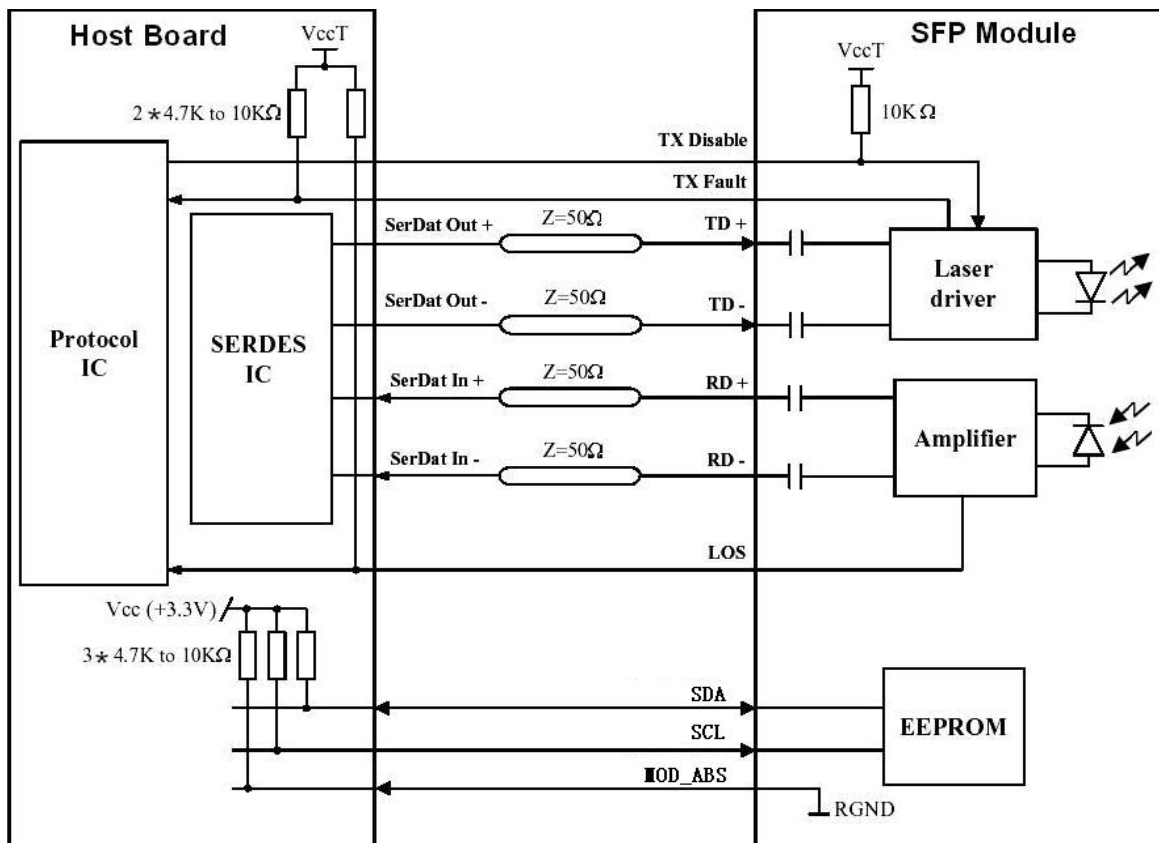 Host Board
SFP Module
VccT
VccT
2*4.7K to 10KΩ
10K Ω
TX Disable
TX Fault
SerDat Out +
Z=50Ω
TD +
Laser
driver
SerDat Out -
Z=50Ω
TD -
Protocol
IC
SERDES
IC
SerDat In +
Z=50Ω
RD +
Amplifier
SerDat In -
Z=50Ω
RD -
LOS
Vcc (+3.3V)
3*4.7K to 10KΩ
SDA
SCL
EEPROM
MOD_ABS
RGND